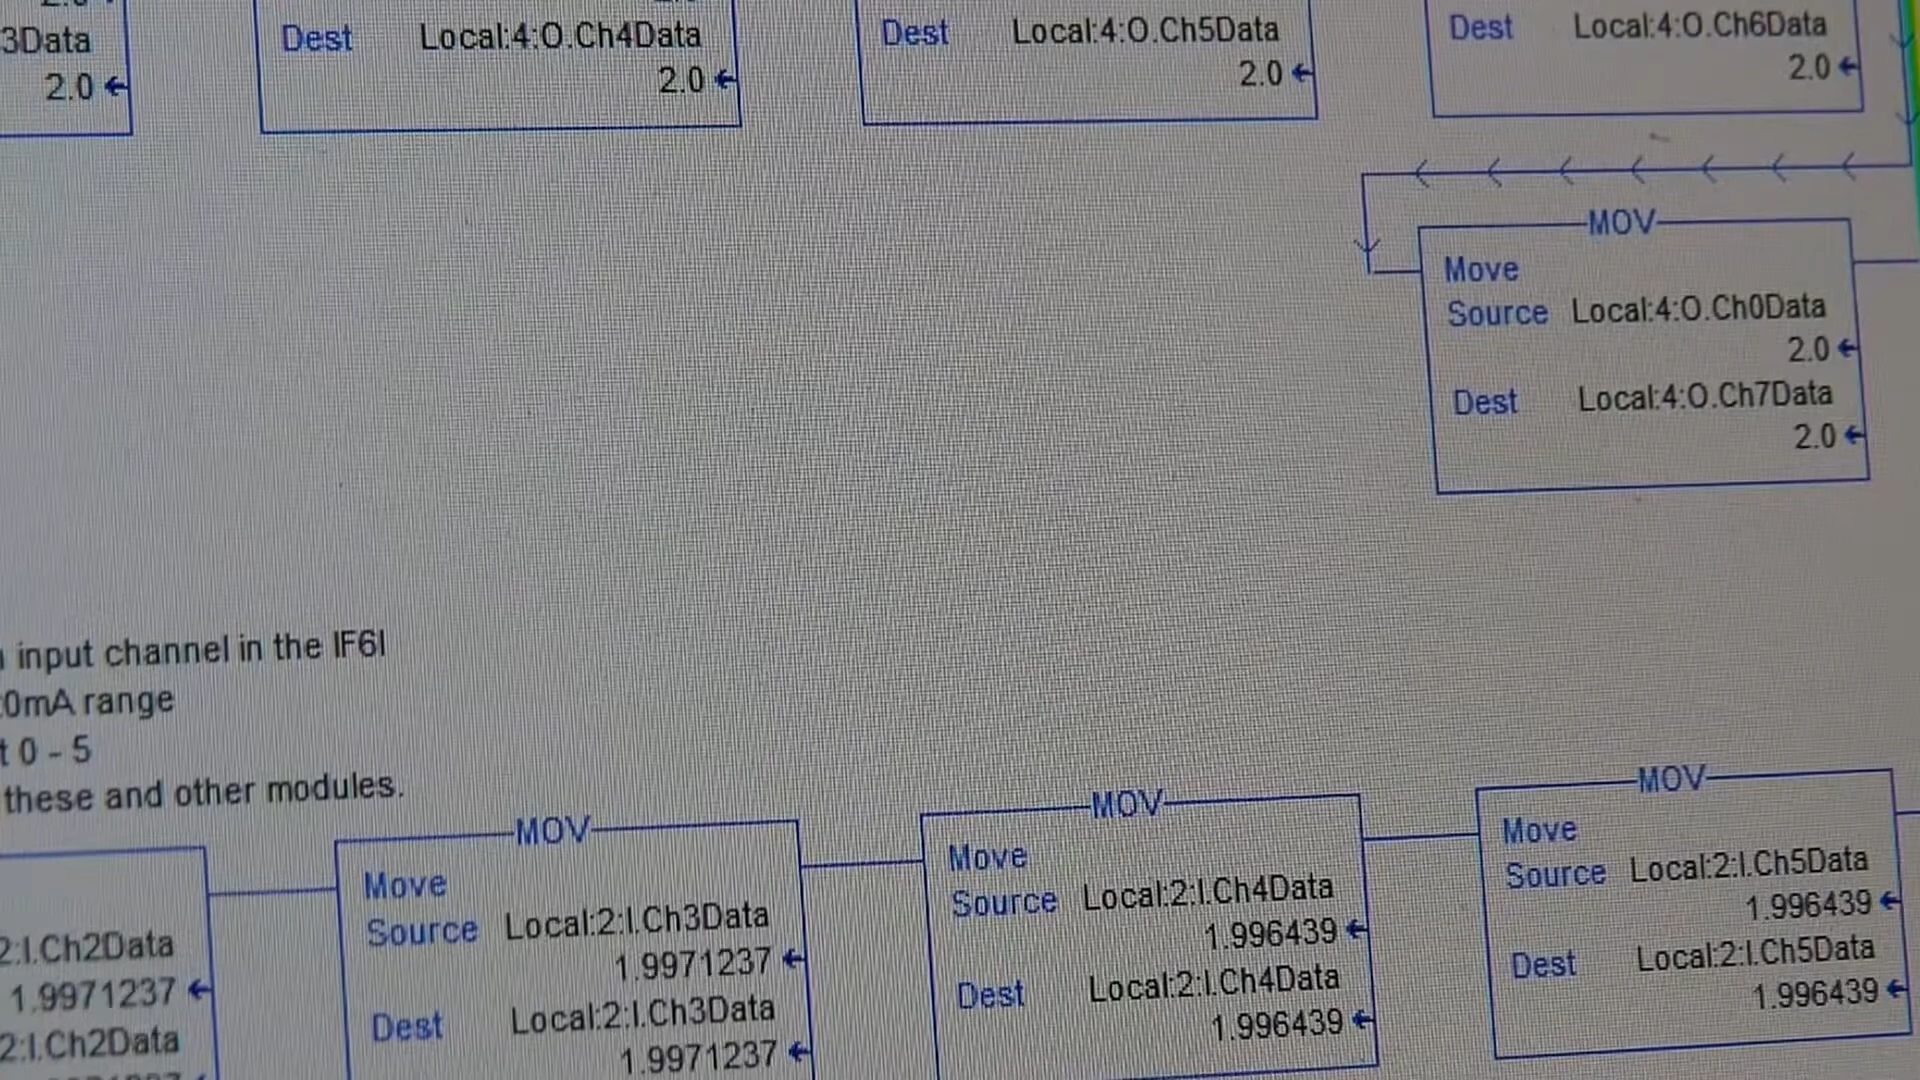 3Data
2.0
Dest Local:4:O.Ch4Data
2.0
Dest Local:4:O.Ch5Data
2.0
Dest Local:4:O.Ch6Data
2.0
MOV
Move
Source Local:4:O.Ch0Data
2.0
Dest Local:4:O.Ch7Data
2.0
input channel in the IF6I
0mA range
t 0 - 5
these and other modules.
2:I.Ch2Data
1.9971237
2:I.Ch2Data
MOV
Move
Source Local:2:I.Ch3Data
1.9971237
Dest Local:2:I.Ch3Data
1.9971237
MOV
Move
Source Local:2:I.Ch4Data
1.996439
Dest Local:2:I.Ch4Data
1.996439
MOV
Move
Source Local:2:I.Ch5Data
1.996439
Dest Local:2:I.Ch5Data
1.996439